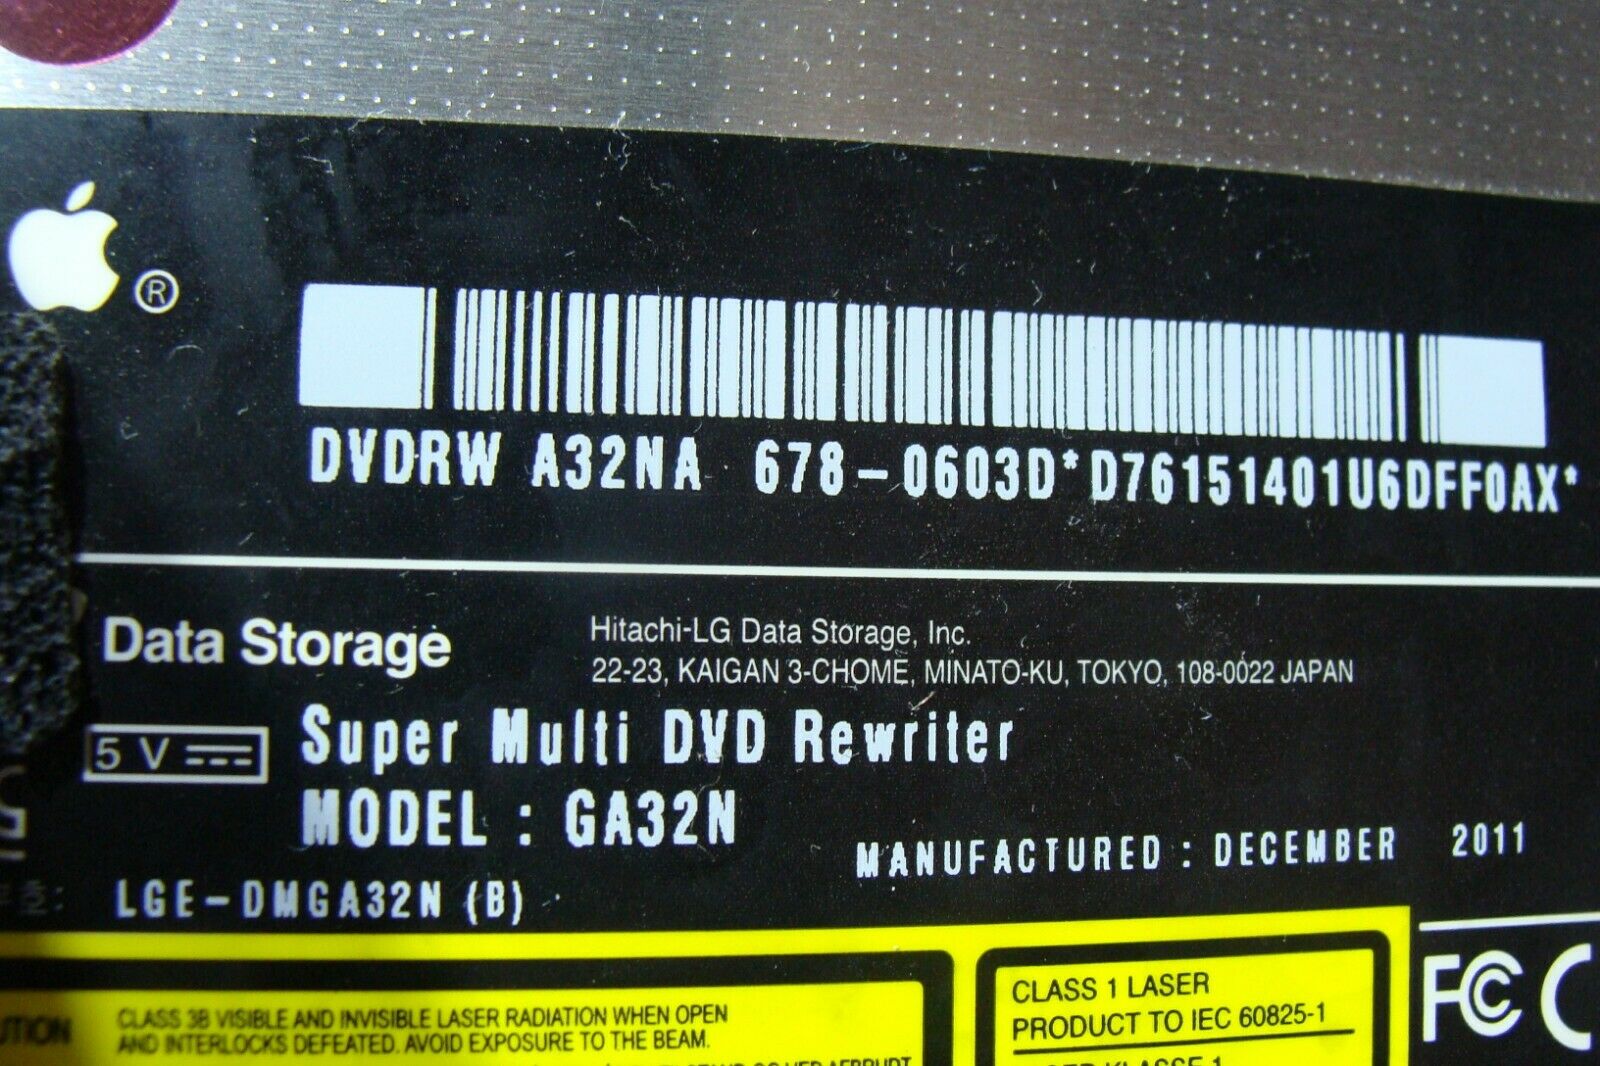 ®
DVDRW A32NA 678-0603D*D76151401U6DFF0AX*
Data Storage
Hitachi-LG Data Storage, Inc.
22-23, KAIGAN 3-CHOME, MINATO-KU, TOKYO, 108-0022 JAPAN
5 V
Super Multi DVD Rewriter
MODEL : GA32N
MANUFACTURED : DECEMBER 2011
LGE-DMGA32N (B)
UTION
CLASS 3B VISIBLE AND INVISIBLE LASER RADIATION WHEN OPEN
AND INTERLOCKS DEFEATED. AVOID EXPOSURE TO THE BEAM.
CLASS 1 LASER
PRODUCT TO IEC 60825-1
FC